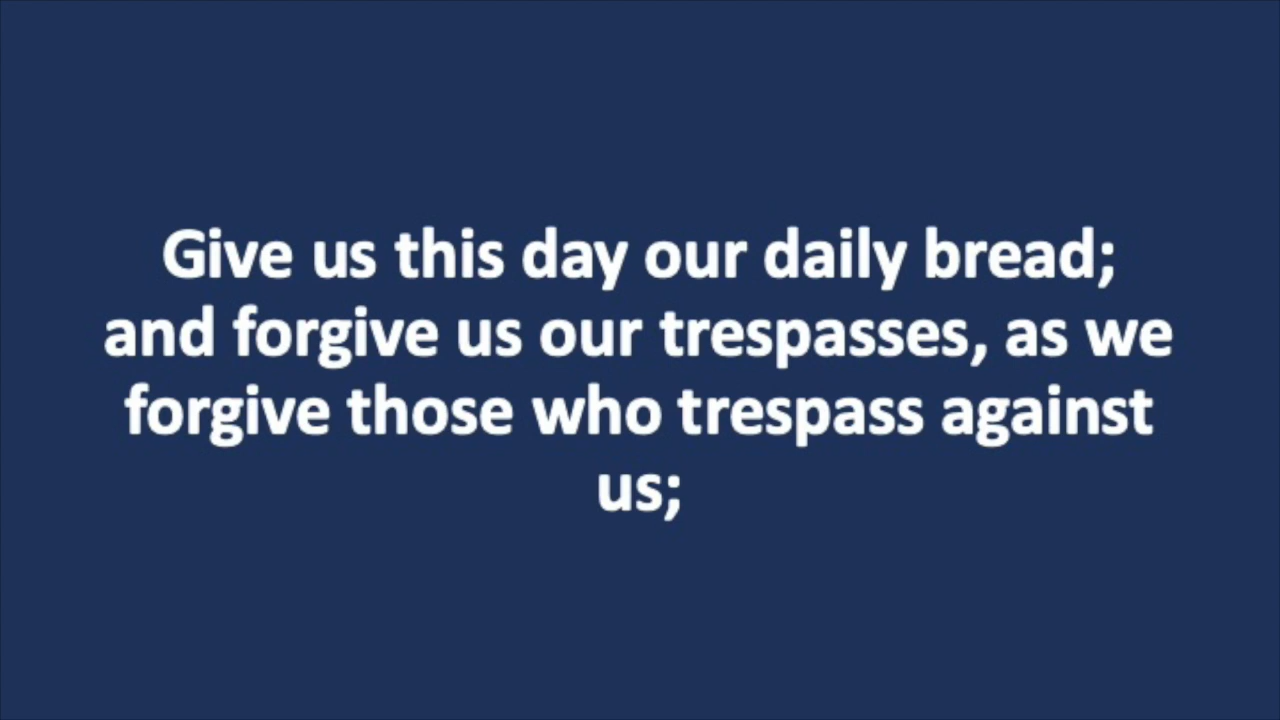 Give us this day our daily bread;
and forgive us our trespasses, as we
forgive those who trespass against
us;